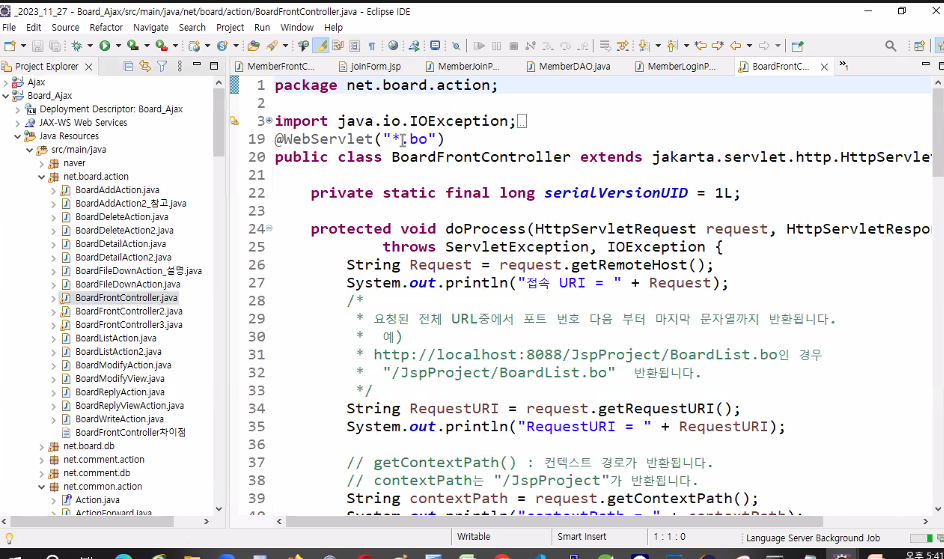 _2023_11_27 - Board_Ajax/src/main/java/net/board/action/BoardFrontController.java - Eclipse IDE
File Edit Source Refactor Navigate Search Project Run Window Help
Project Explorer
MemberFrontC... joinForm.jsp MemberJoinP... MemberDAO.java MemberLoginP... BoardFrontC... »1
Ajax
Board_Ajax
Deployment Descriptor: Board_Ajax
JAX-WS Web Services
Java Resources
src/main/java
naver
net.board.action
BoardAddAction.java
BoardAddAction2_참고.java
BoardDeleteAction.java
BoardDeleteAction2.java
BoardDetailAction.java
BoardDetailAction2.java
BoardFileDownAction_설명.java
BoardFileDownAction.java
BoardFrontController.java
BoardFrontController2.java
BoardFrontController3.java
BoardListAction.java
BoardListAction2.java
BoardModifyAction.java
BoardModifyView.java
BoardReplyAction.java
BoardReplyViewAction.java
BoardWriteAction.java
BoardFrontController차이점
net.board.db
net.comment.action
net.comment.db
net.common.action
Action.java
ActionForward.java
1 package net.board.action;
2
3 import java.io.IOException;
19 @WebServlet("*.bo")
20 public class BoardFrontController extends jakarta.servlet.http.HttpServlet
21
22 private static final long serialVersionUID = 1L;
23
24 protected void doProcess(HttpServletRequest request, HttpServletRespo
25 throws ServletException, IOException {
26 String Request = request.getRemoteHost();
27 System.out.println("접속 URI = " + Request);
28 /*
29 * 요청된 전체 URL중에서 포트 번호 다음 부터 마지막 문자열까지 반환됩니다.
30 * 예)
31 * http://localhost:8088/JspProject/BoardList.bo인 경우
32 * "/JspProject/BoardList.bo" 반환됩니다.
33 */
34 String RequestURI = request.getRequestURI();
35 System.out.println("RequestURI = " + RequestURI);
36
37 // getContextPath() : 컨텍스트 경로가 반환됩니다.
38 // contextPath는 "/JspProject"가 반환됩니다.
39 String contextPath = request.getContextPath();
40 System.out.println("contextPath = " + contextPath);
Writable Smart Insert 1 : 1 : 0 Language Server Background Job
오후 5:41